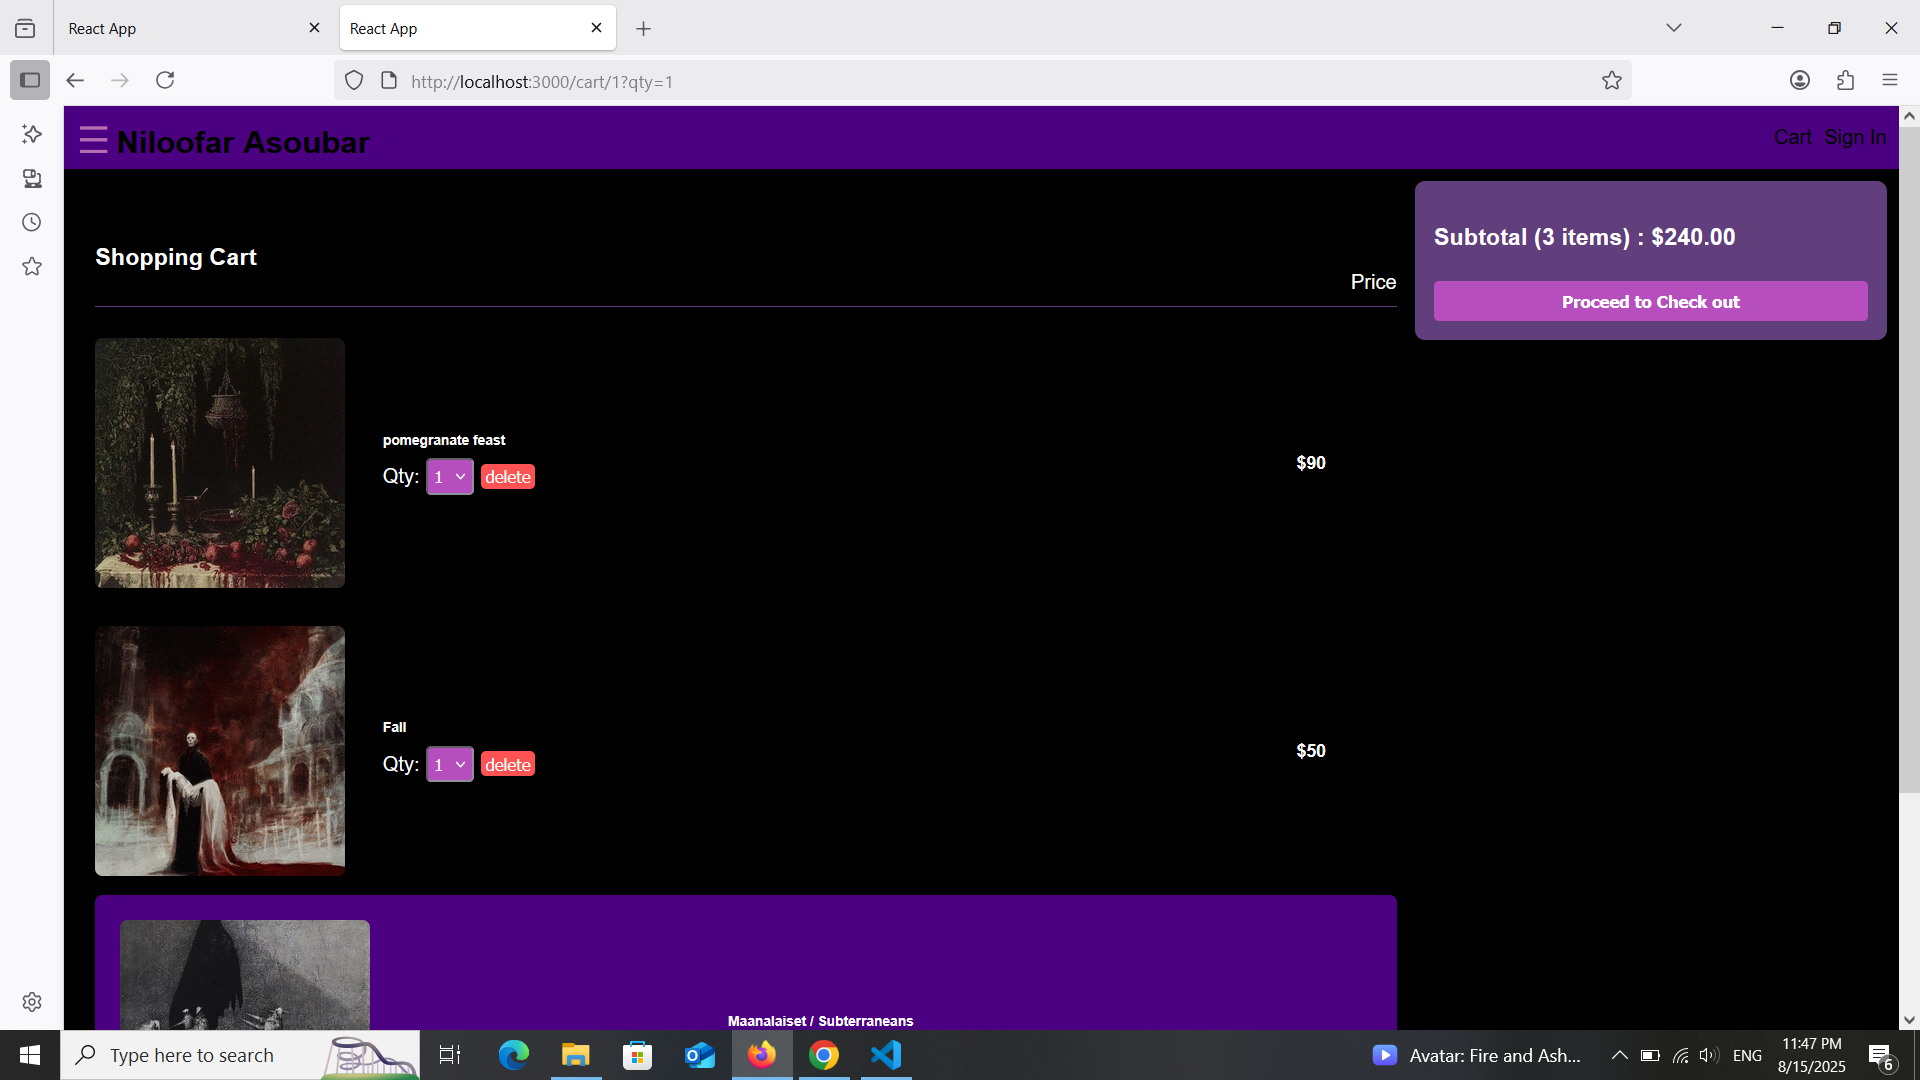 React App
React App
http://localhost:3000/cart/1?qty=1
☰ Niloofar Asoubar
Cart Sign In
Subtotal (3 items) : $240.00
Proceed to Check out
Shopping Cart
Price
pomegranate feast
Qty: 1 delete
$90
Fall
Qty: 1 delete
$50
Maanalaiset / Subterraneans
Type here to search
Avatar: Fire and Ash...
ENG
11:47 PM
8/15/2025
6